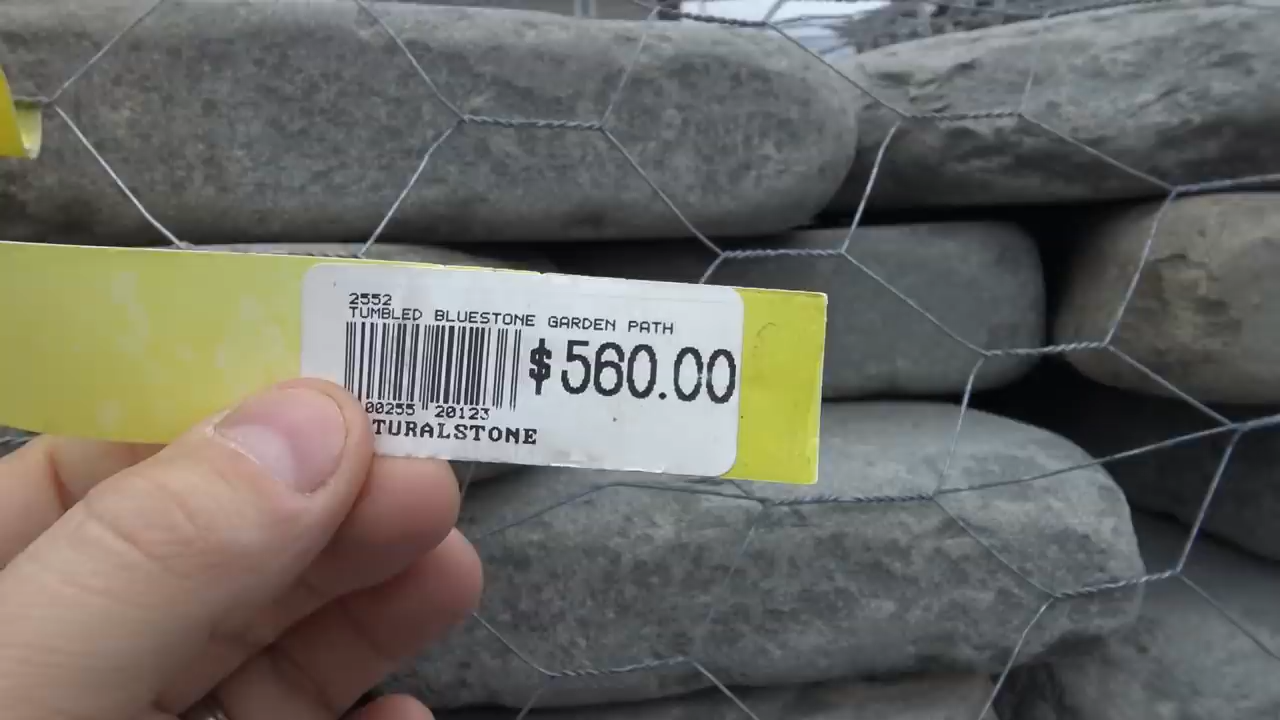 2552
TUMBLED BLUESTONE GARDEN PATH
$560.00
00255 20123
TURALSTONE